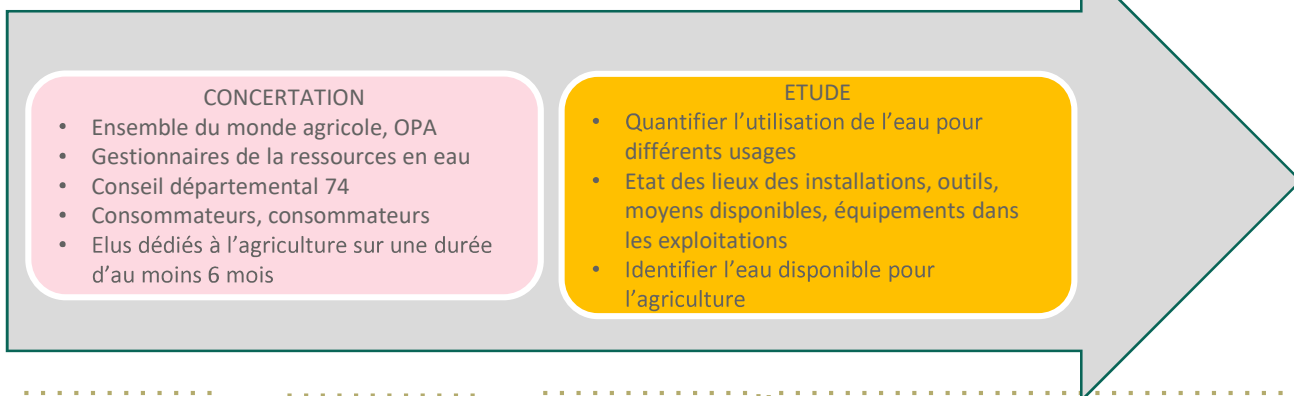 CONCERTATION
• Ensemble du monde agricole, OPA
• Gestionnaires de la ressources en eau
• Conseil départemental 74
• Consommateurs, consommateurs
• Elus dédiés à l’agriculture sur une durée
d’au moins 6 mois
ETUDE
• Quantifier l’utilisation de l’eau pour
différents usages
• Etat des lieux des installations, outils,
moyens disponibles, équipements dans
les exploitations
• Identifier l’eau disponible pour
l’agriculture